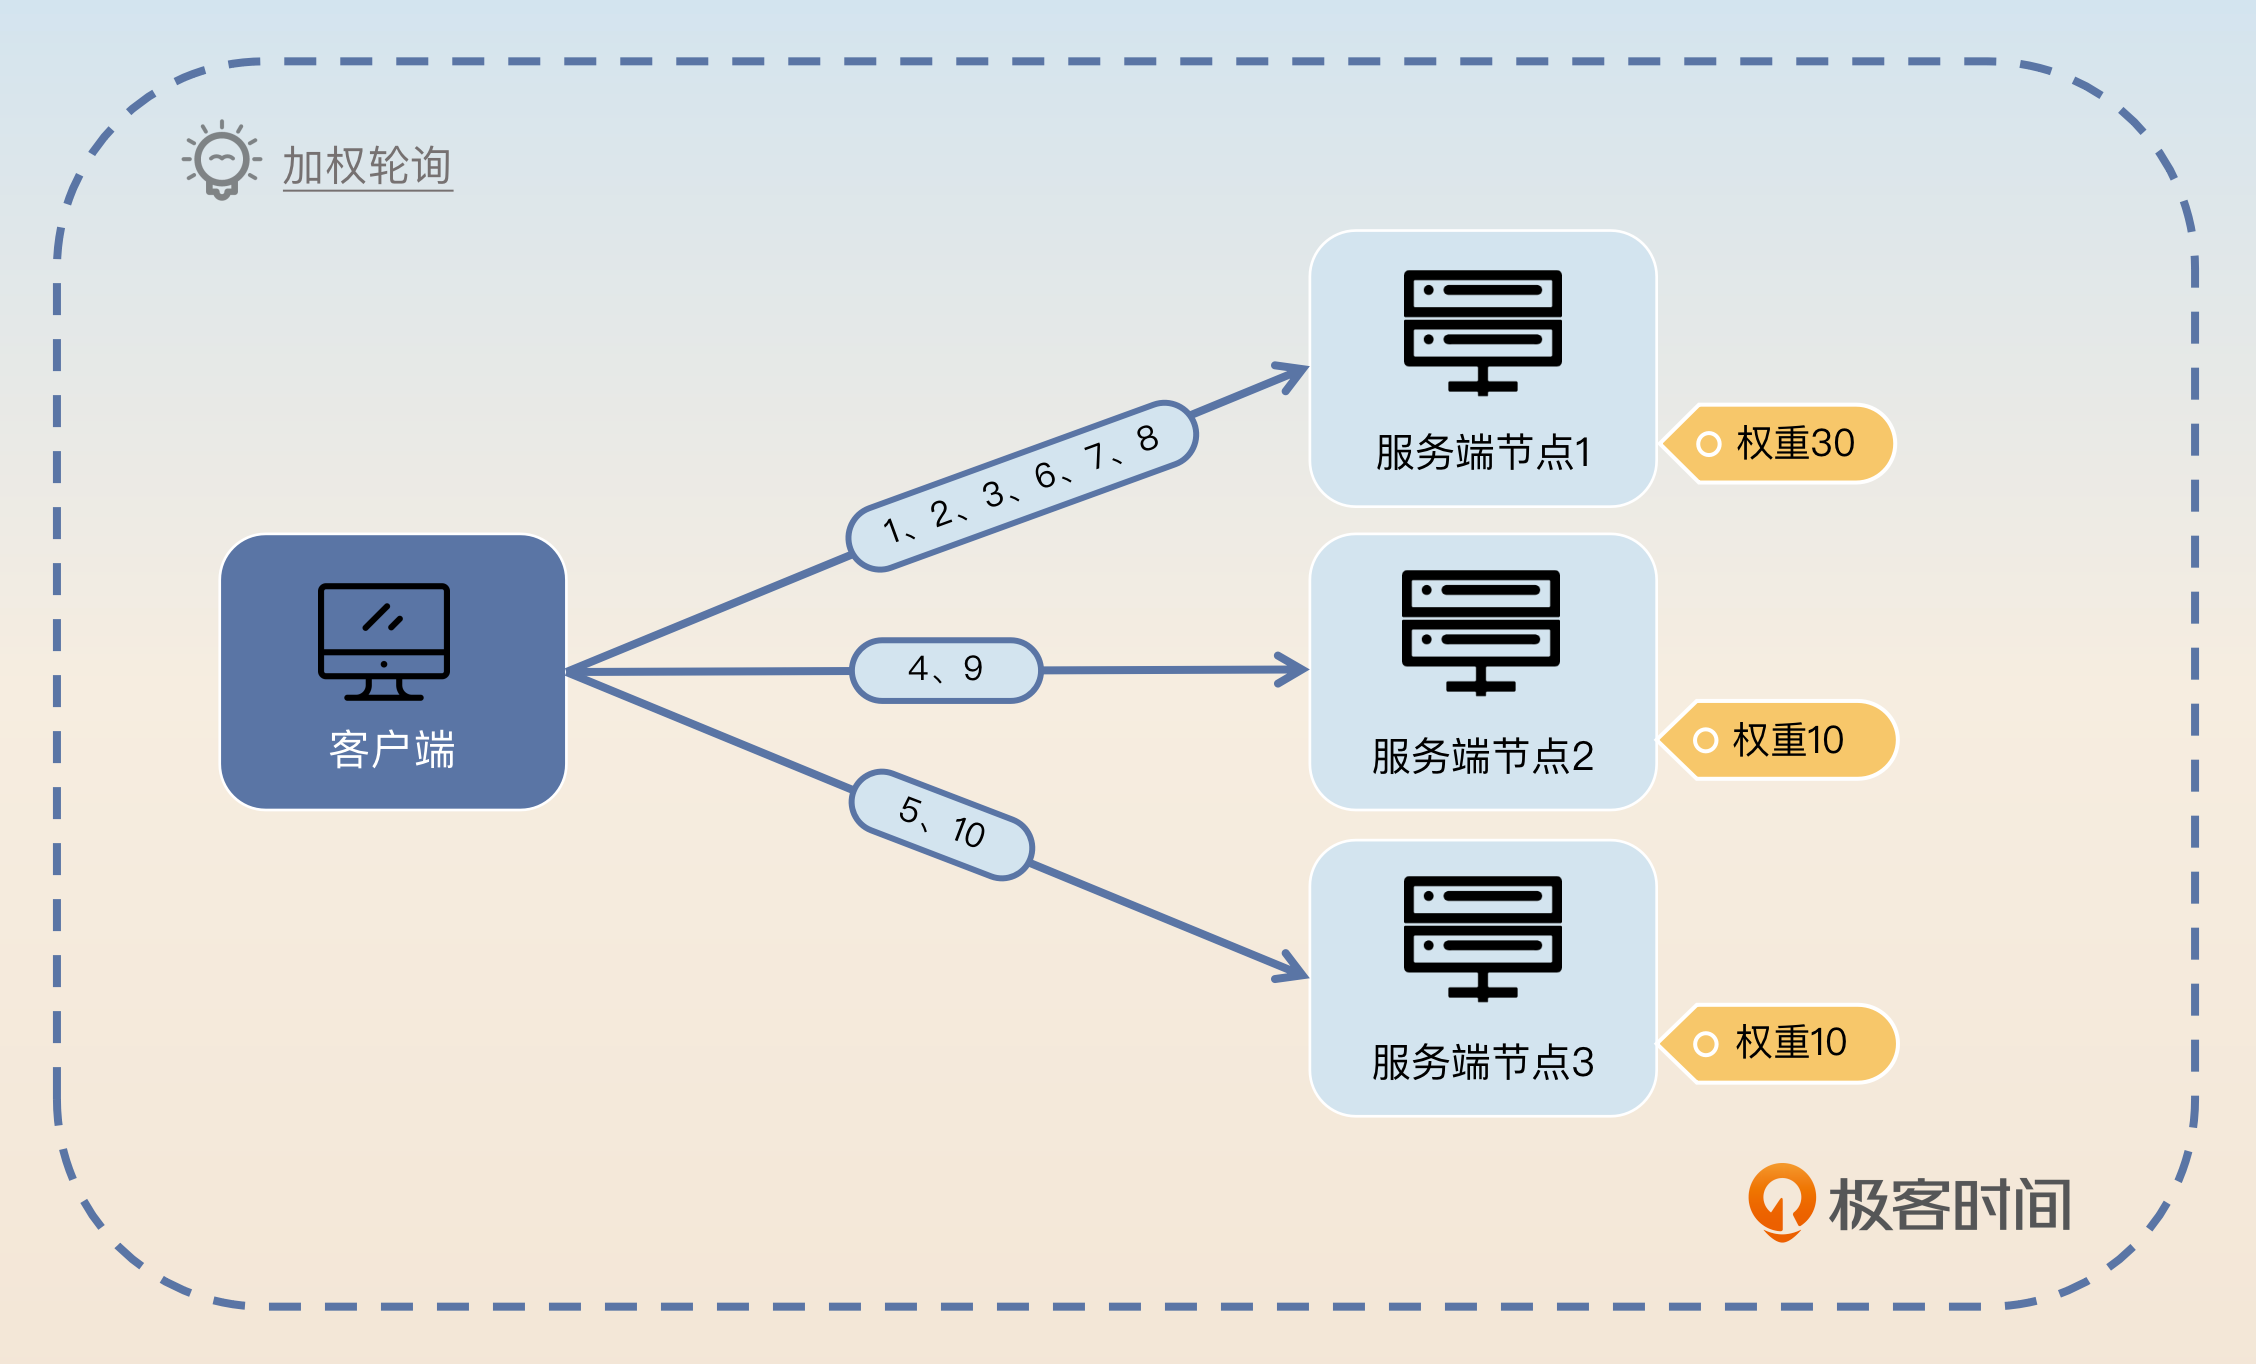 加权轮询
1、2、3、6、7、8
服务端节点1
权重30
客户端
4、9
服务端节点2
权重10
5、10
服务端节点3
权重10
极客时间